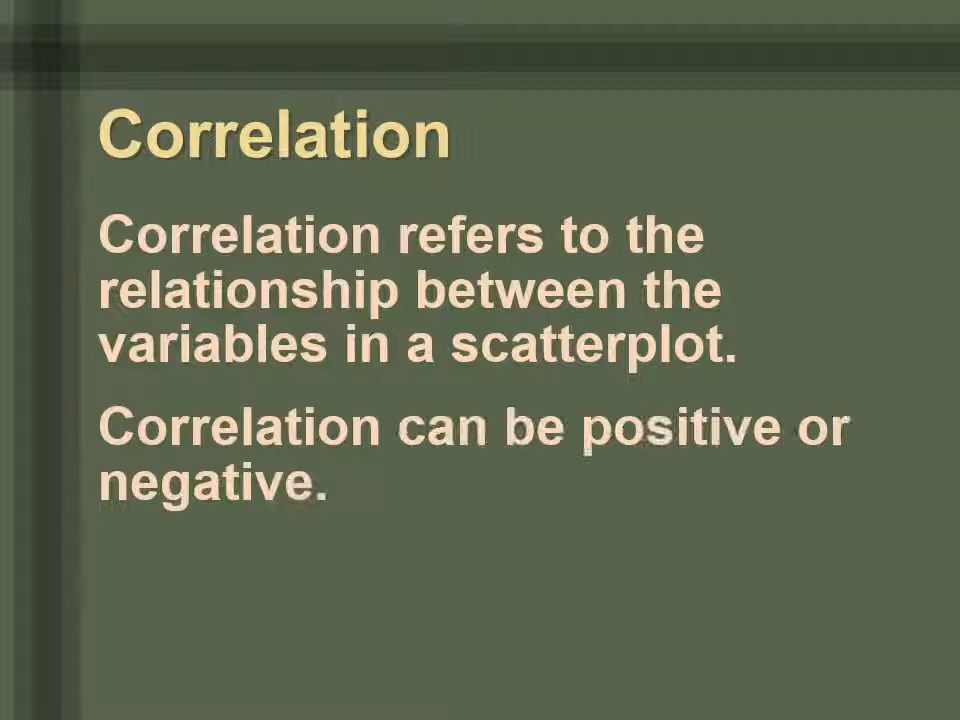 Correlation
Correlation refers to the
relationship between the
variables in a scatterplot.
Correlation can be positive or
negative.